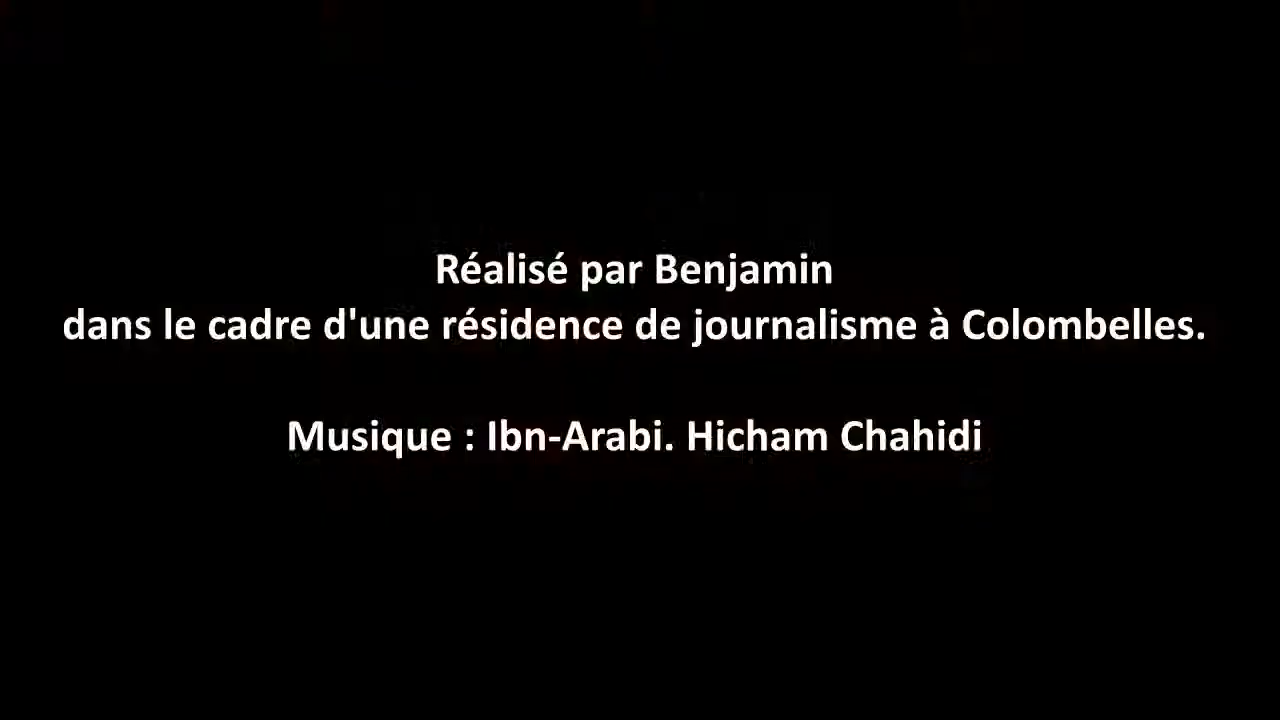 Réalisé par Benjamin
dans le cadre d'une résidence de journalisme à Colombelles.
Musique : Ibn-Arabi. Hicham Chahidi